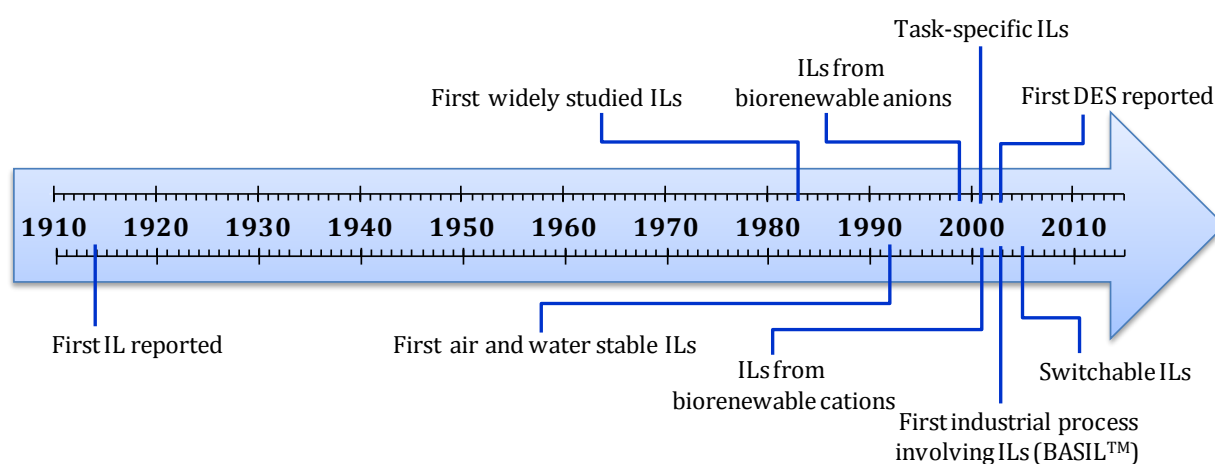 Task-specific ILs
ILs from
biorenewable anions
First widely studied ILs
First DES reported
1910 1920 1930 1940 1950 1960 1970 1980 1990 2000 2010
First IL reported
First air and water stable ILs
ILs from
biorenewable cations
Switchable ILs
First industrial process
involving ILs (BASIL™)